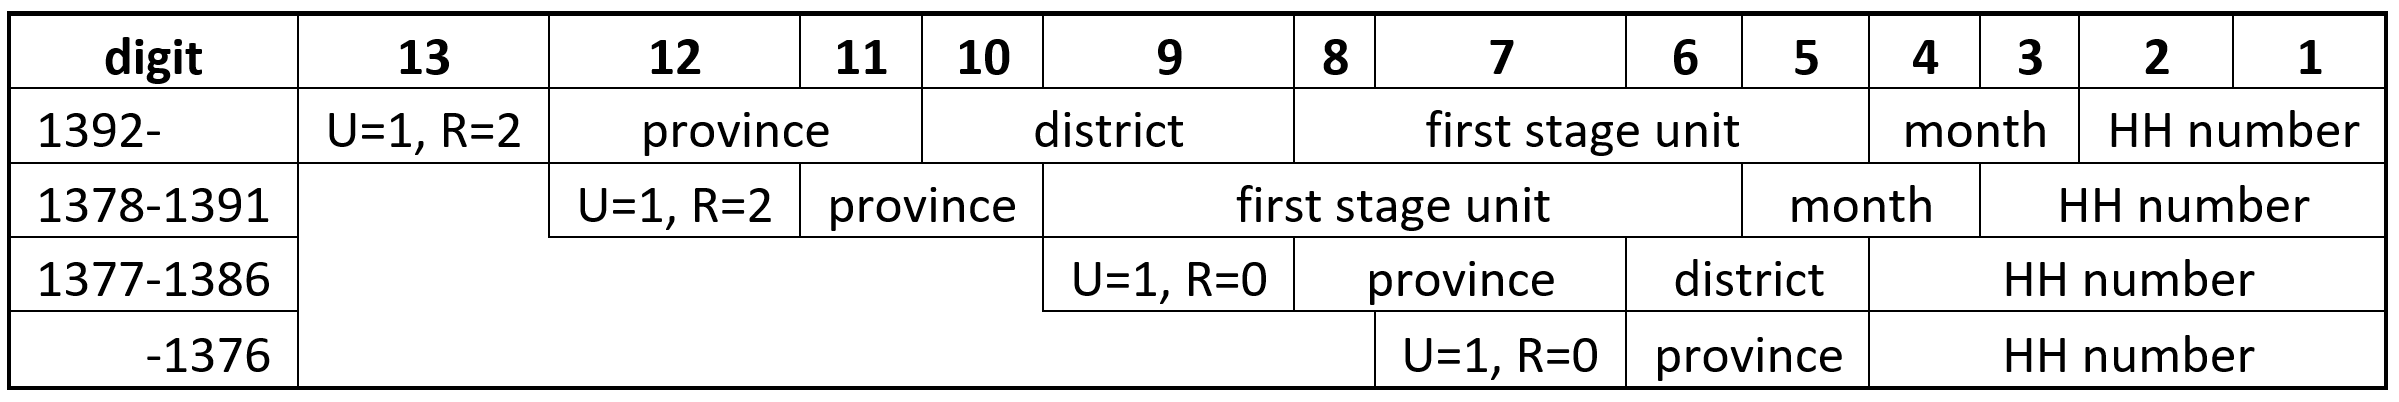 digit 13 12 11 10 9 8 7 6 5 4 3 2 1
1392- U=1, R=2 province district first stage unit month HH number
1378-1391 U=1, R=2 province first stage unit month HH number
1377-1386 U=1, R=0 province district HH number
-1376 U=1, R=0 province HH number